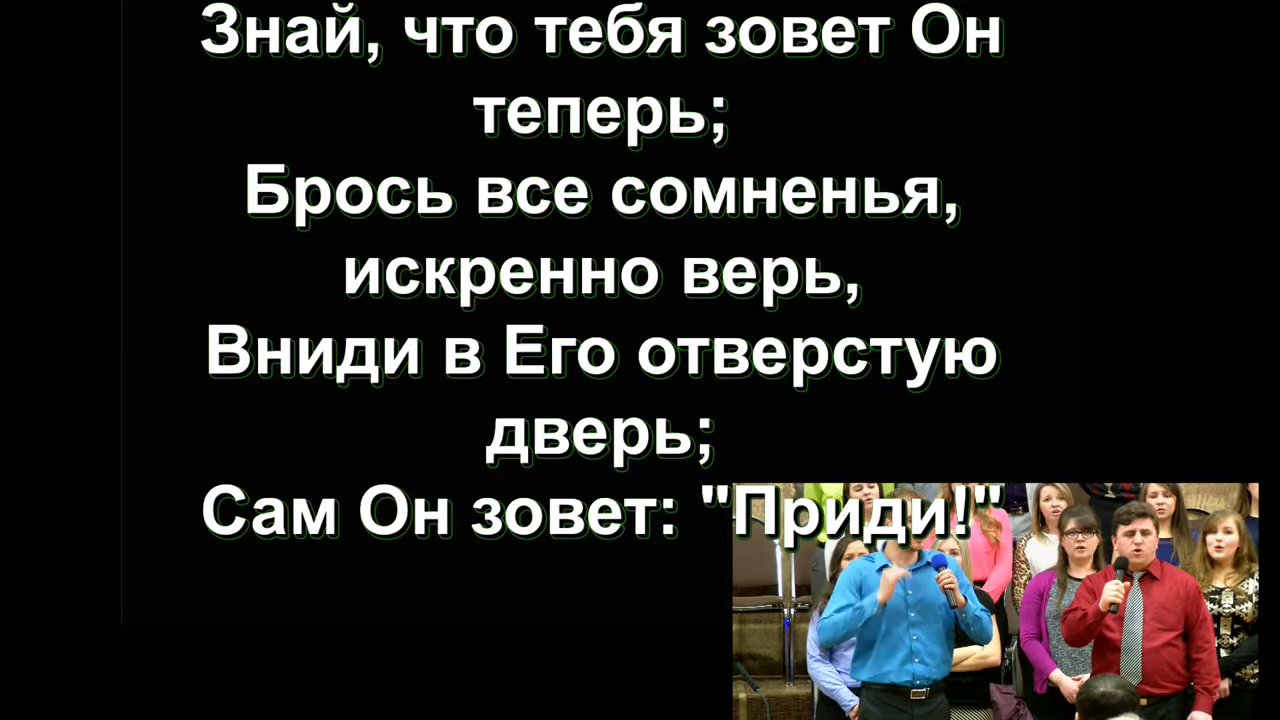 Знай, что тебя зовет Он
теперь;
Брось все сомненья,
искренно верь,
Вниди в Его отверстую
дверь;
Сам Он зовет: "Приди!"